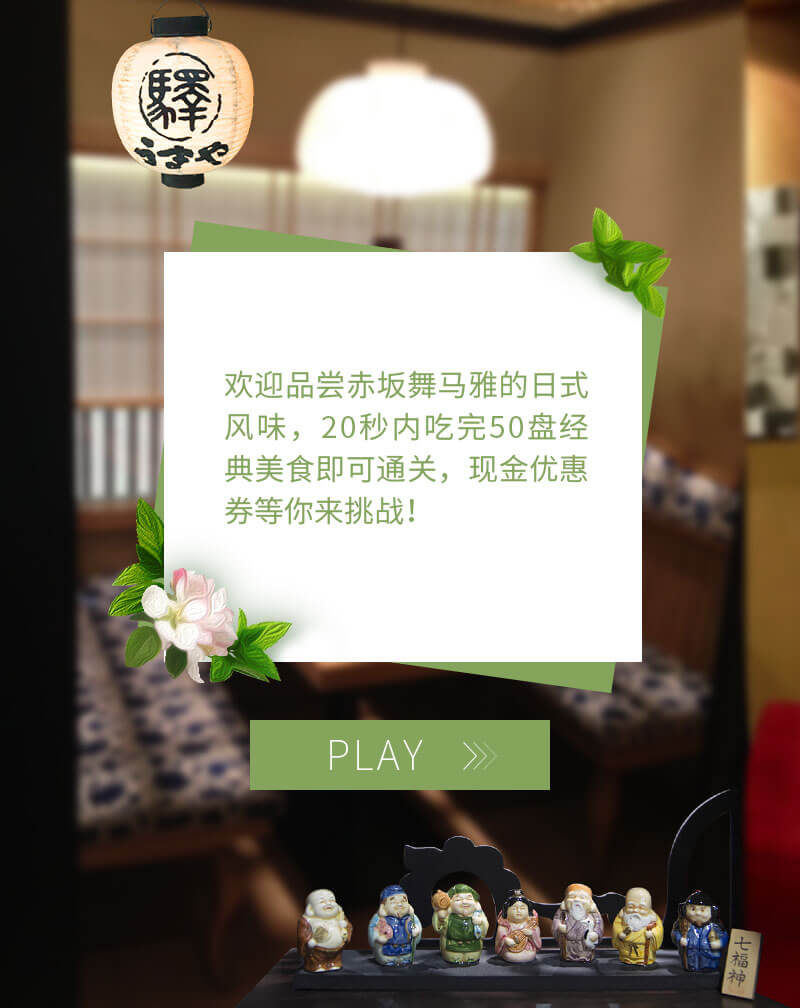 驛
うまや
欢迎品尝赤坂舞马雅的日式
风味，20秒内吃完50盘经
典美食即可通关，现金优惠
券等你来挑战！
PLAY
七福神